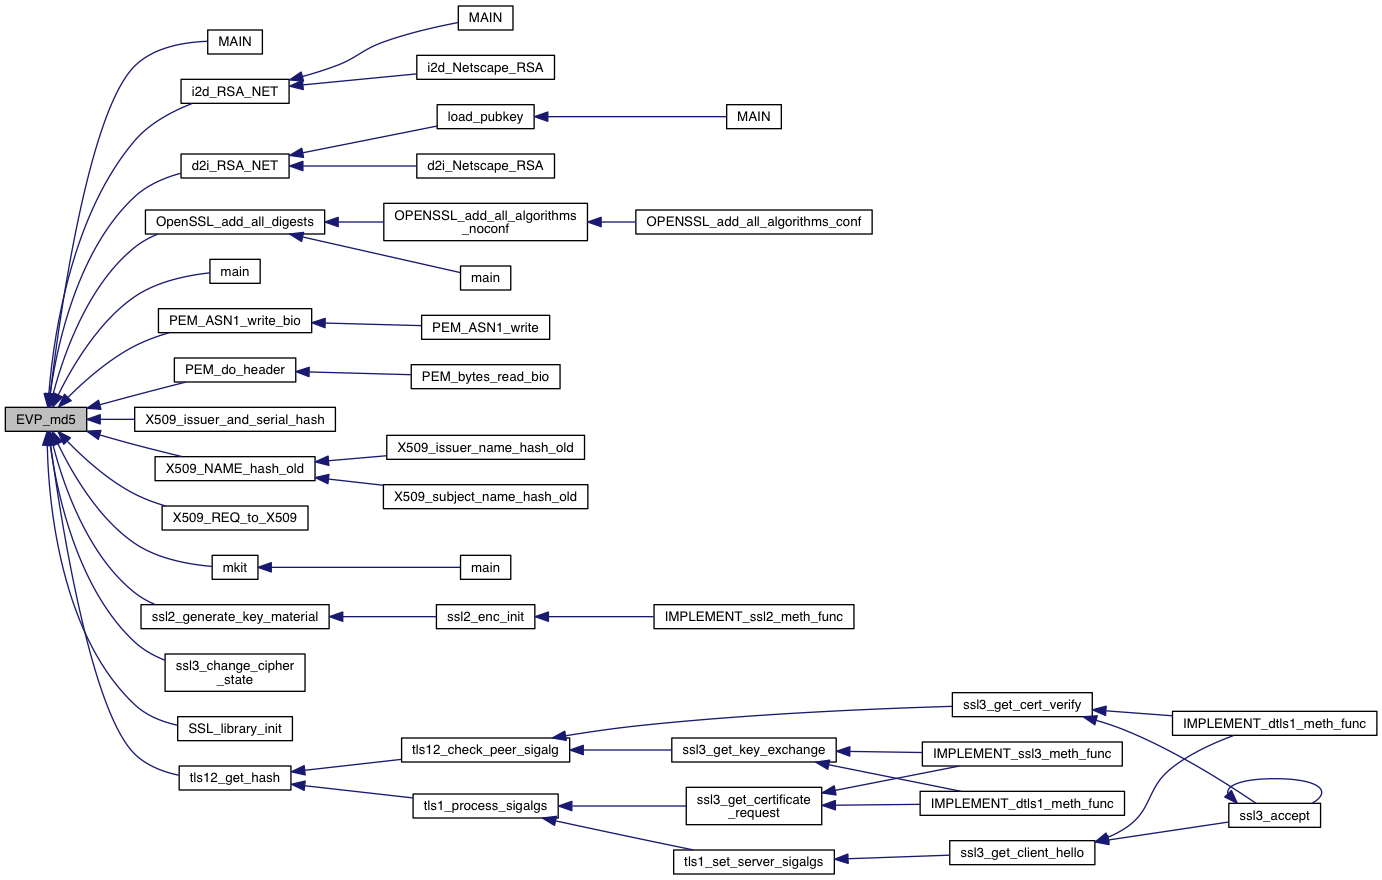 MAIN
MAIN
i2d_Netscape_RSA
i2d_RSA_NET
load_pubkey
MAIN
d2i_RSA_NET
d2i_Netscape_RSA
OpenSSL_add_all_digests
OPENSSL_add_all_algorithms
_noconf
OPENSSL_add_all_algorithms_conf
main
main
PEM_ASN1_write_bio
PEM_ASN1_write
PEM_do_header
PEM_bytes_read_bio
EVP_md5
X509_issuer_and_serial_hash
X509_NAME_hash_old
X509_issuer_name_hash_old
X509_subject_name_hash_old
X509_REQ_to_X509
mkit
main
ssl2_generate_key_material
ssl2_enc_init
IMPLEMENT_ssl2_meth_func
ssl3_change_cipher
_state
SSL_library_init
tls12_get_hash
tls12_check_peer_sigalg
ssl3_get_cert_verify
IMPLEMENT_dtls1_meth_func
ssl3_get_key_exchange
IMPLEMENT_ssl3_meth_func
tls1_process_sigalgs
ssl3_get_certificate
_request
IMPLEMENT_dtls1_meth_func
ssl3_accept
tls1_set_server_sigalgs
ssl3_get_client_hello